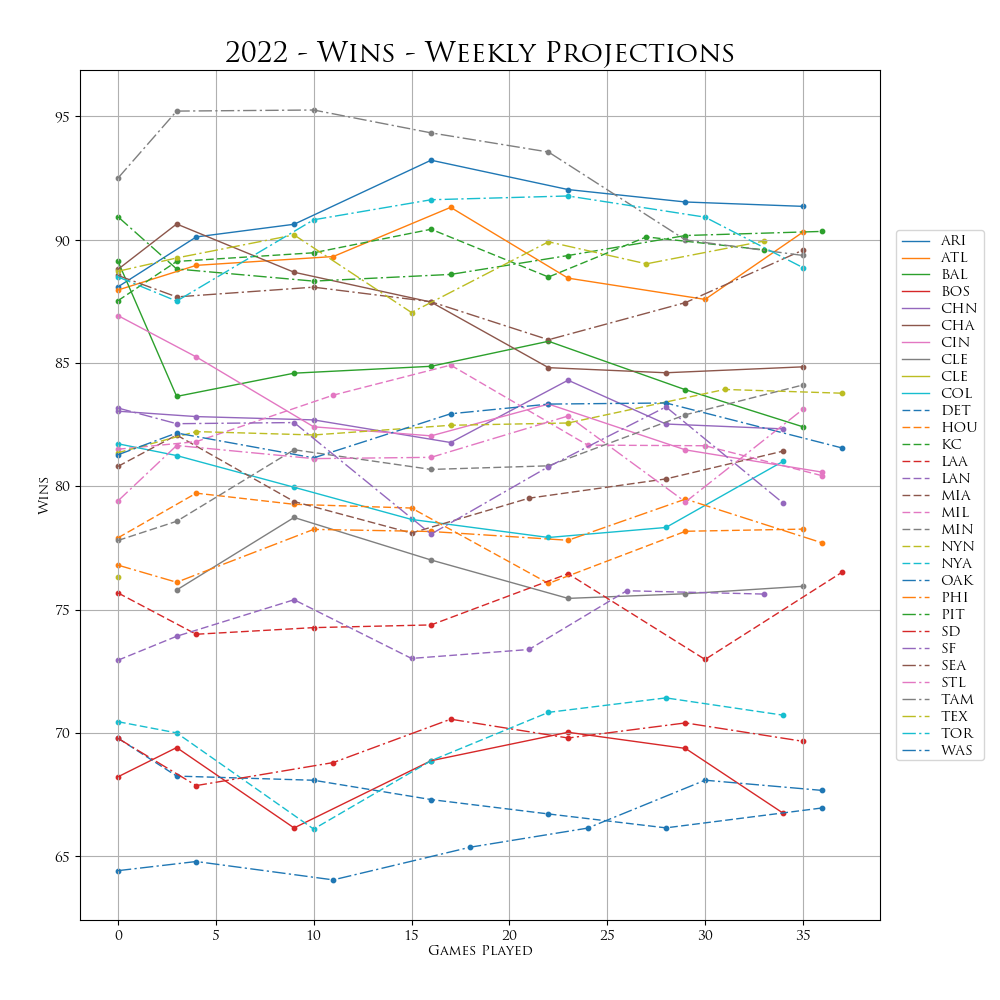 2022 - Wins - Weekly Projections
95
90
85
80
75
70
65
Wins
0 5 10 15 20 25 30 35
Games Played
ARI
ATL
BAL
BOS
CHN
CHA
CIN
CLE
CLE
COL
DET
HOU
KC
LAA
LAN
MIA
MIL
MIN
NYN
NYA
OAK
PHI
PIT
SD
SF
SEA
STL
TAM
TEX
TOR
WAS